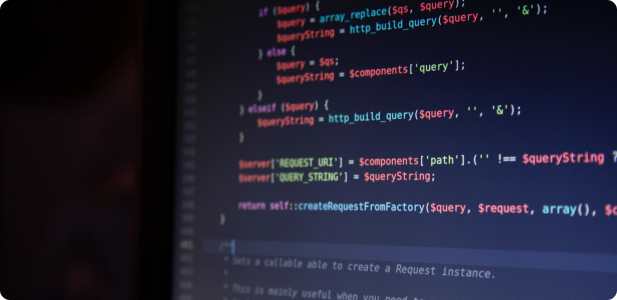 if ($query) {
$query = array_replace($qs, $query);
$queryString = http_build_query($query, '', '&');
} else {
$query = $qs;
$queryString = $components['query'];
}
} elseif ($query) {
$queryString = http_build_query($query, '', '&');
}
$server['REQUEST_URI'] = $components['path'].('' !== $queryString ?
$server['QUERY_STRING'] = $queryString;
return self::createRequestFromFactory($query, $request, array(), $c
}
/**
* Sets a callable able to create a Request instance.
*
* This is mainly useful when you need to